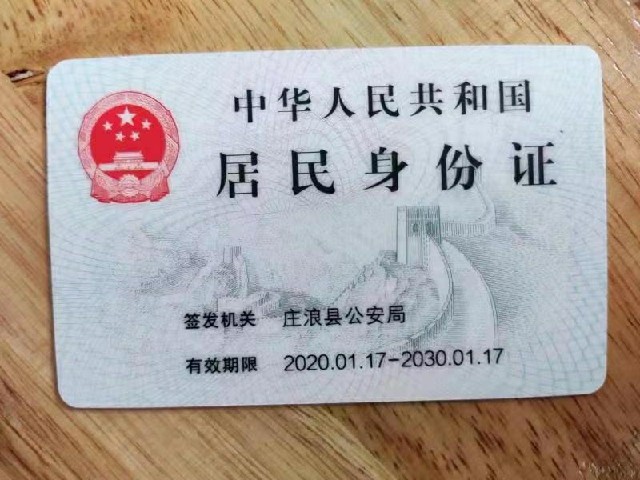 中华人民共和国
居民身份证
签发机关 庄浪县公安局
有效期限 2020.01.17-2030.01.17